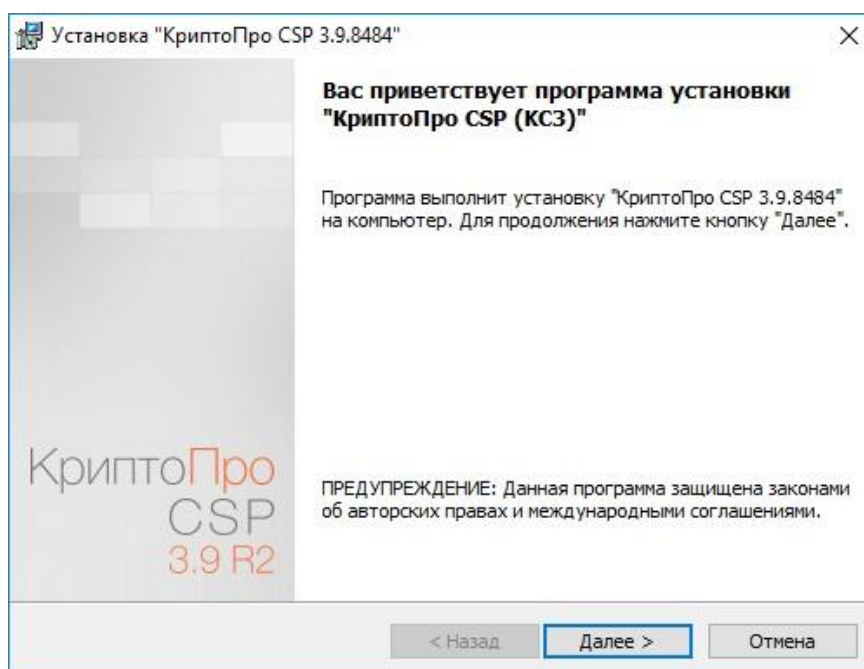 Установка "КриптоПро CSP 3.9.8484"
Вас приветствует программа установки
"КриптоПро CSP (КС3)"
Программа выполнит установку "КриптоПро CSP 3.9.8484"
на компьютер. Для продолжения нажмите кнопку "Далее".
КриптоПро
CSP
3.9 R2
ПРЕДУПРЕЖДЕНИЕ: Данная программа защищена законами
об авторских правах и международными соглашениями.
< Назад
Далее >
Отмена